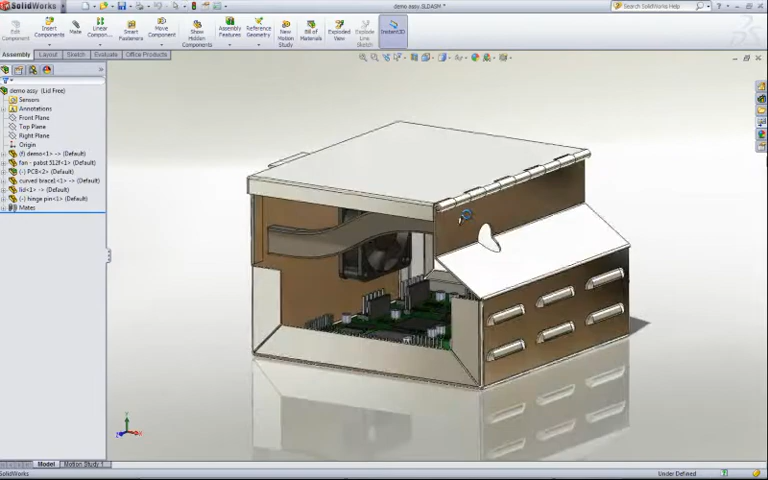 SolidWorks
demo assy.SLDASM
Search SolidWorks Help
Edit Component
Insert Components
Mate
Linear Compon...
Smart Fasteners
Move Component
Show Hidden Components
Assembly Features
Reference Geometry
New Motion Study
Bill of Materials
Exploded View
Explode Line Sketch
Instant3D
Assembly
Layout
Sketch
Evaluate
Office Products
demo assy (Lid Free)
Sensors
Annotations
Front Plane
Top Plane
Right Plane
Origin
(f) demo<1> -> (Default)
fan - pabst 512f<1> (Default)
(-) PCB<2> (Default)
curved brace1<1> -> (Default)
lid<1> -> (Default)
(-) hinge pin<1> (Default)
Mates
Model
Motion Study 1
SolidWorks
Under Defined